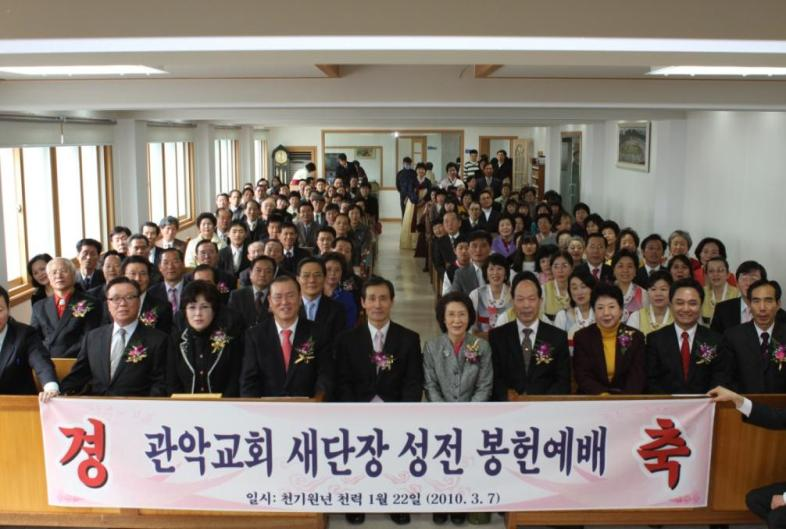 경 관악교회 새단장 성전 봉헌예배 축
일시: 천기원년 천력 1월 22일 (2010. 3. 7)